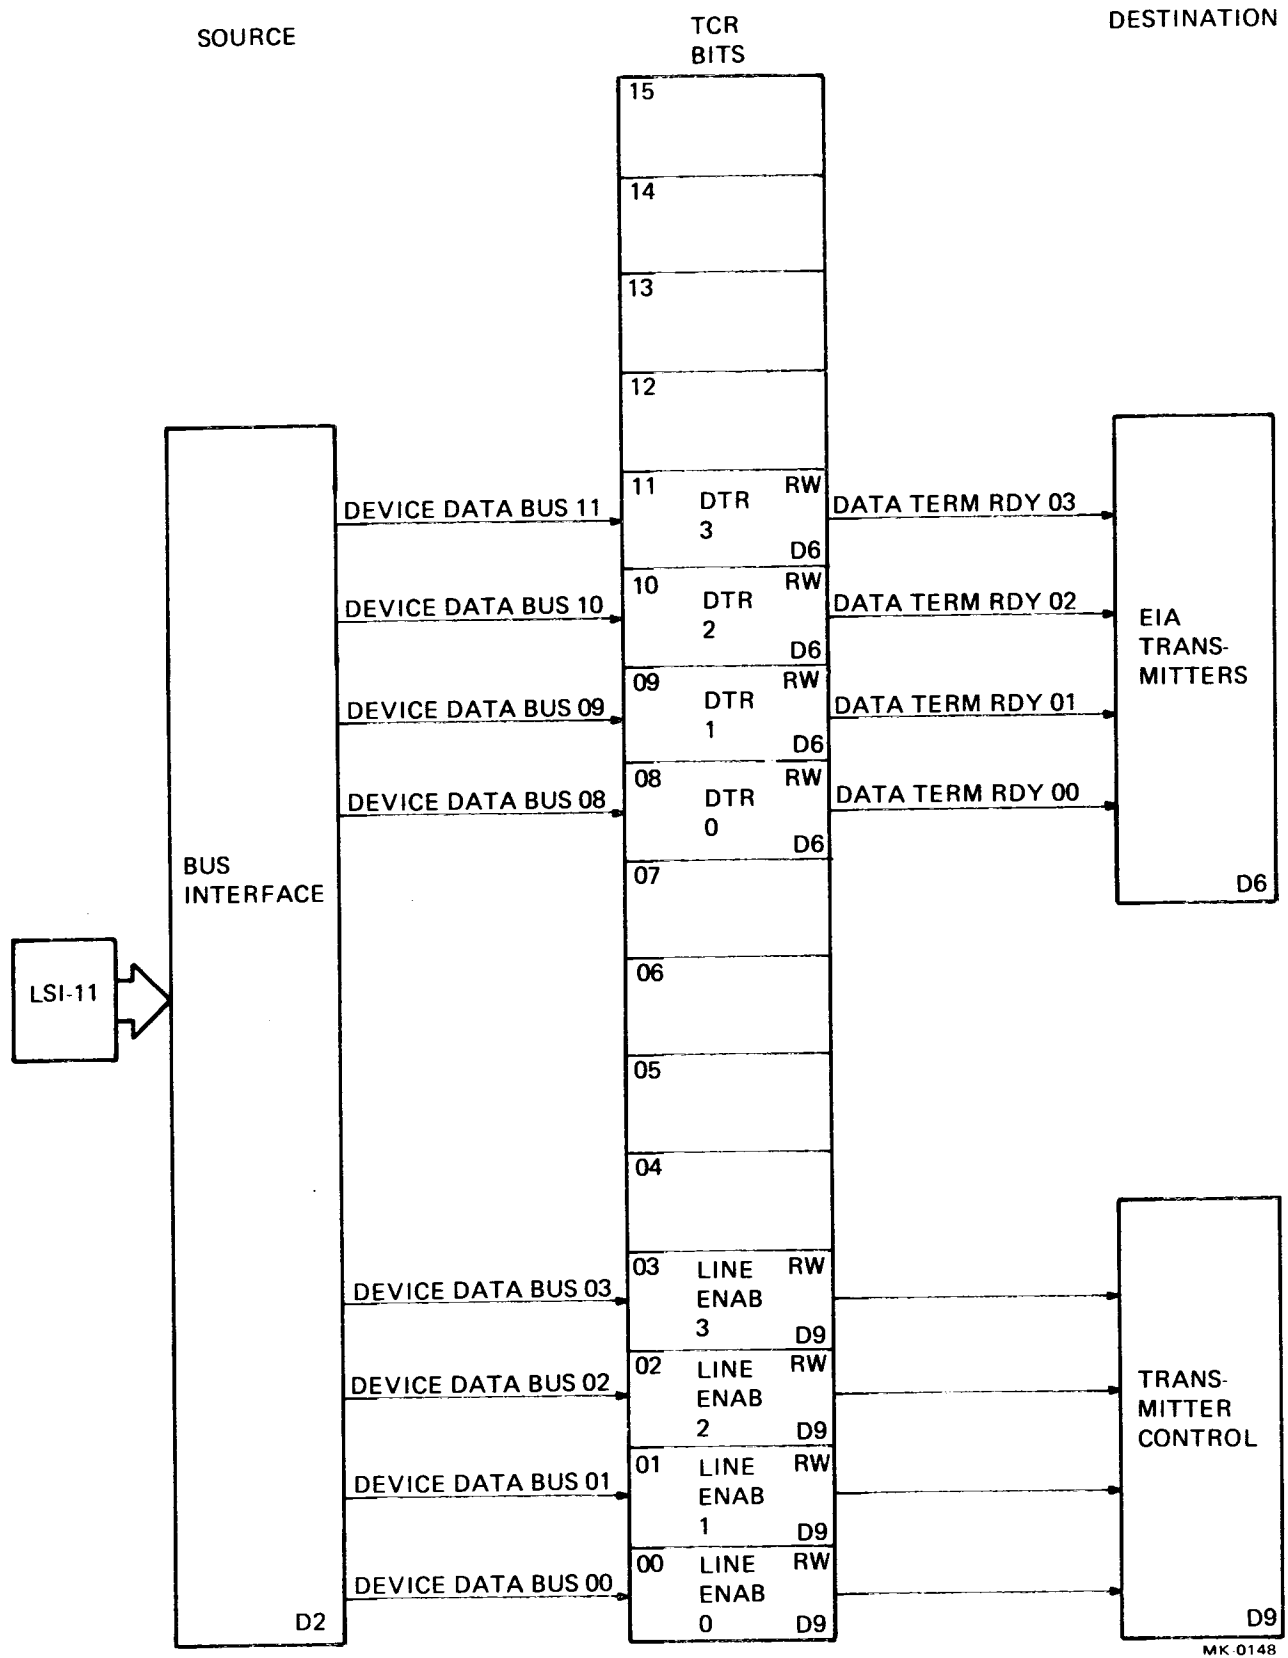 SOURCE
TCR
BITS
DESTINATION
15
14
13
12
11 DTR RW
3
D6
DEVICE DATA BUS 11
DATA TERM RDY 03
10 DTR RW
2
D6
DEVICE DATA BUS 10
DATA TERM RDY 02
09 DTR RW
1
D6
DEVICE DATA BUS 09
DATA TERM RDY 01
08 DTR RW
0
D6
DEVICE DATA BUS 08
DATA TERM RDY 00
EIA
TRANS-
MITTERS
D6
BUS
INTERFACE
D2
LSI-11
07
06
05
04
03 LINE RW
ENAB
3 D9
DEVICE DATA BUS 03
02 LINE RW
ENAB
2 D9
DEVICE DATA BUS 02
01 LINE RW
ENAB
1 D9
DEVICE DATA BUS 01
00 LINE RW
ENAB
0 D9
DEVICE DATA BUS 00
TRANS-
MITTER
CONTROL
D9
MK-0148